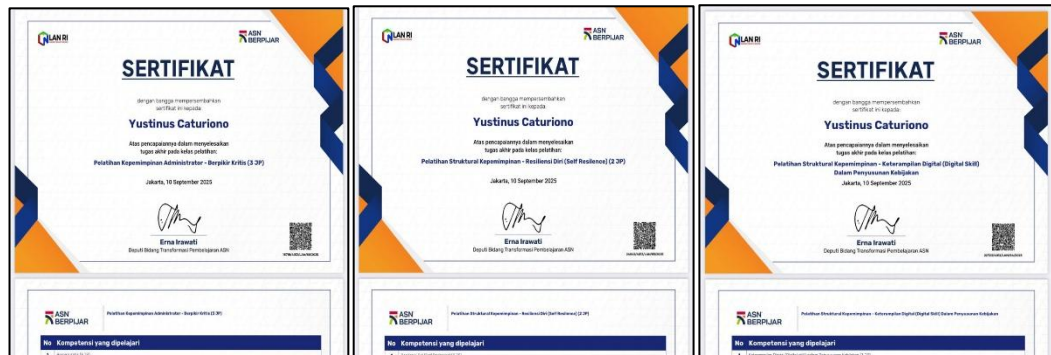 LAN RI
ASN
BERPIJAR
SERTIFIKAT
dengan bangga mempersembahkan
sertifikat ini kepada:
Yustinus Caturiono
Atas pencapaiannya dalam menyelesaikan
tugas akhir pada kelas pelatihan:
Pelatihan Kepemimpinan Administrator - Berpikir Kritis (3 JP)
Jakarta, 10 September 2025
Erna Irawati
Deputi Bidang Transformasi Pembelajaran ASN
ASN
BERPIJAR
Pelatihan Kepemimpinan Administrator - Berpikir Kritis (3 JP)
No Kompetensi yang dipelajari
LAN RI
ASN
BERPIJAR
SERTIFIKAT
dengan bangga mempersembahkan
sertifikat ini kepada:
Yustinus Caturiono
Atas pencapaiannya dalam menyelesaikan
tugas akhir pada kelas pelatihan:
Pelatihan Struktural Kepemimpinan - Resiliensi Diri (Self Resilence) (2 JP)
Jakarta, 10 September 2025
Erna Irawati
Deputi Bidang Transformasi Pembelajaran ASN
ASN
BERPIJAR
Pelatihan Struktural Kepemimpinan - Resiliensi Diri (Self Resilence) (2 JP)
No Kompetensi yang dipelajari
LAN RI
ASN
BERPIJAR
SERTIFIKAT
dengan bangga mempersembahkan
sertifikat ini kepada:
Yustinus Caturiono
Atas pencapaiannya dalam menyelesaikan
tugas akhir pada kelas pelatihan:
Pelatihan Struktural Kepemimpinan - Keterampilan Digital (Digital Skill)
Dalam Penyusunan Kebijakan
Jakarta, 10 September 2025
Erna Irawati
Deputi Bidang Transformasi Pembelajaran ASN
ASN
BERPIJAR
Pelatihan Struktural Kepemimpinan - Keterampilan Digital (Digital Skill) Dalam Penyusunan Kebijakan
No Kompetensi yang dipelajari